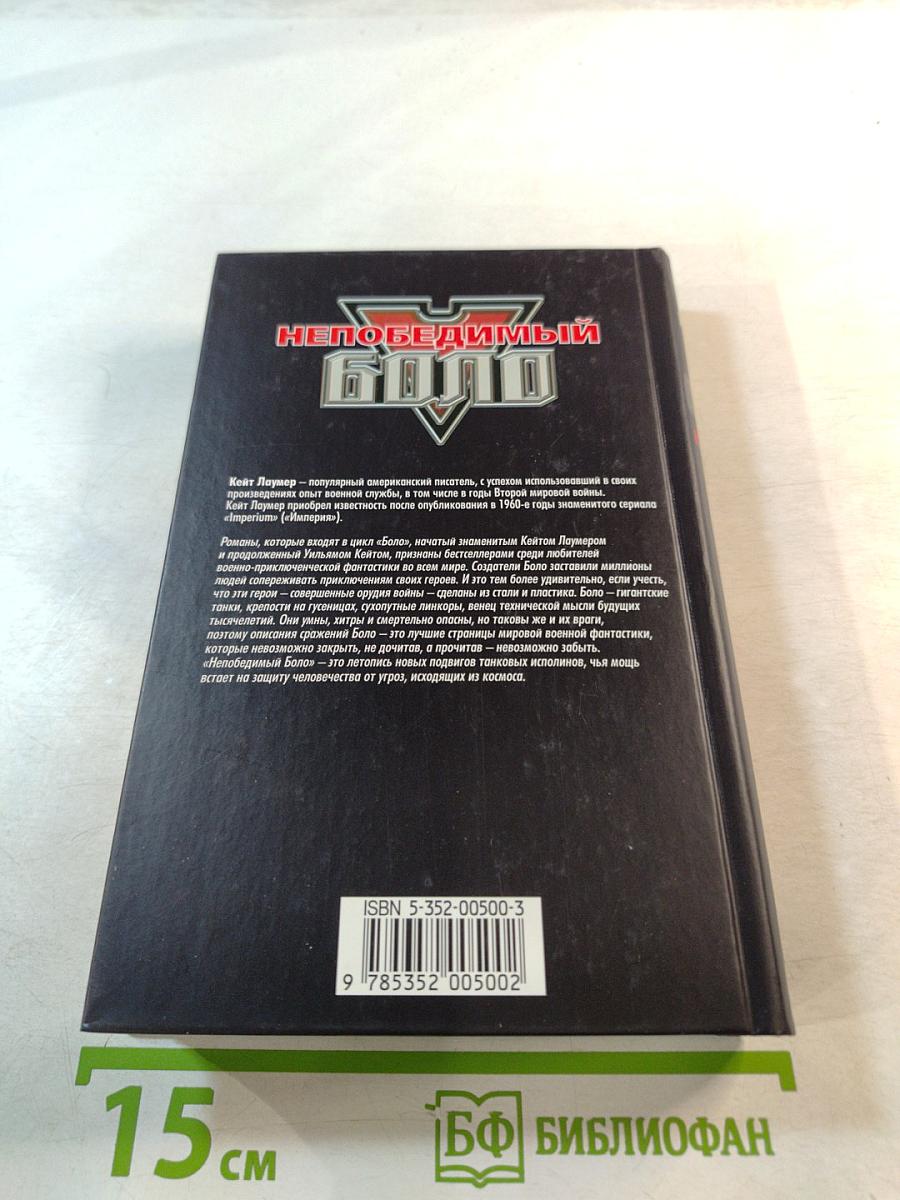 НЕПОБЕДИМЫЙ
БОЛО
Кейт Лаумер – популярный американский писатель, с успехом использовавший в своих
произведениях опыт военной службы, в том числе в годы Второй мировой войны.
Кейт Лаумер приобрел известность после опубликования в 1960-е годы знаменитого сериала
«Imperium» («Империя»).
Романы, которые входят в цикл «Боло», начатый знаменитым Кейтом Лаумером
и продолженный Уильямом Кейтом, признаны бестселлерами среди любителей
военно-приключенческой фантастики во всем мире. Создатели Боло заставили миллионы
людей сопереживать приключениям своих героев. И это тем более удивительно, если учесть,
что эти герои – совершенные орудия войны – сделаны из стали и пластика. Боло – гигантские
танки, крепости на гусеницах, сухопутные линкоры, венец технической мысли будущих
тысячелетий. Они умны, хитры и смертельно опасны, но таковы же и их враги,
поэтому описания сражений Боло – это лучшие страницы мировой военной фантастики,
которые невозможно закрыть, не дочитав, а прочитав – невозможно забыть.
«Непобедимый Боло» – это летопись новых подвигов танковых исполинов, чья мощь
встает на защиту человечества от угроз, исходящих из космоса.
ISBN 5-352-00500-3
9 785352 005002
15 см
БФ БИБЛИОФАН